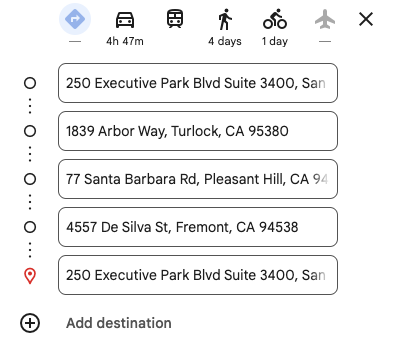 —
4h 47m
4 days
1 day
—
250 Executive Park Blvd Suite 3400, San
1839 Arbor Way, Turlock, CA 95380
77 Santa Barbara Rd, Pleasant Hill, CA 94
4557 De Silva St, Fremont, CA 94538
250 Executive Park Blvd Suite 3400, San
Add destination